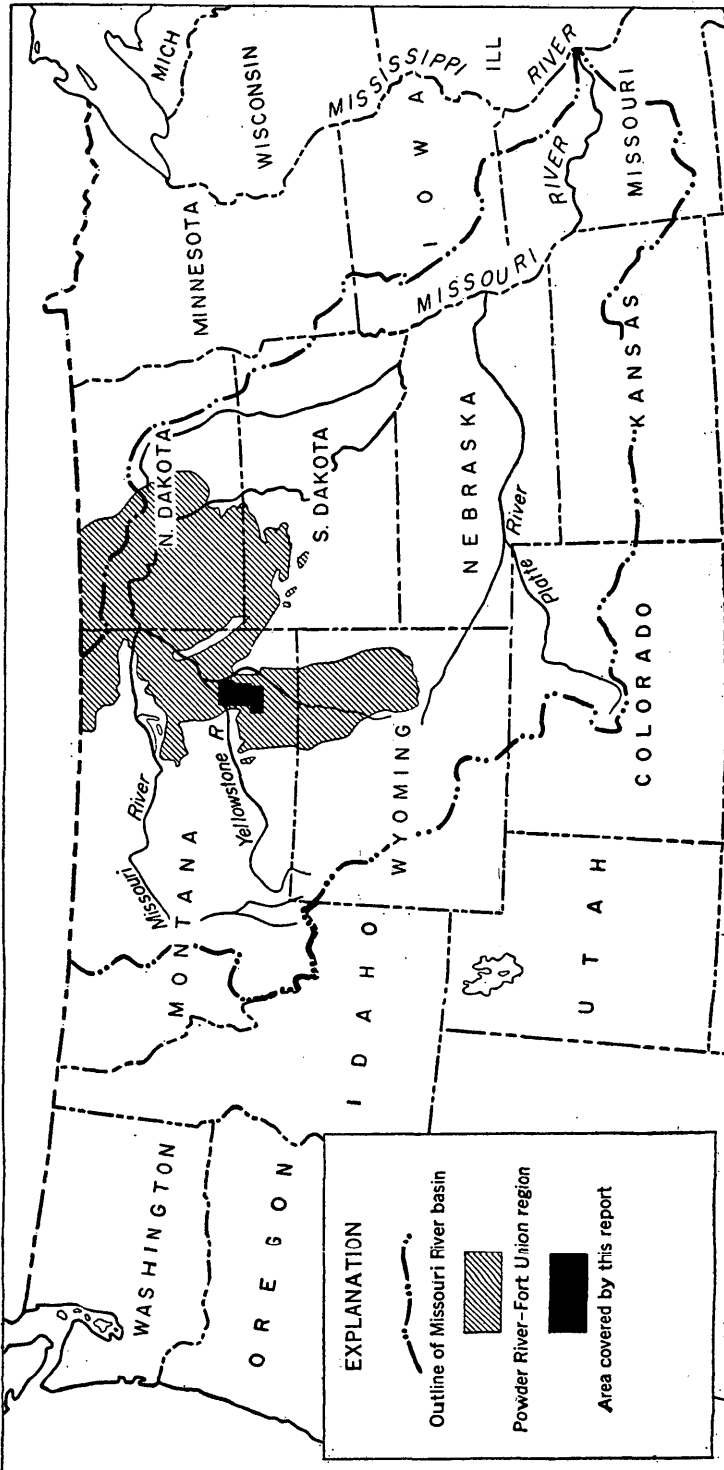 WASHINGTON
OREGON
IDAHO
MONTANA
Missouri
River
Yellowstone R
WYOMING
UTAH
COLORADO
N. DAKOTA
S. DAKOTA
NEBRASKA
Platte
River
KANSAS
MINNESOTA
WISCONSIN
MICH
IOWA
ILL
MISSISSIPPI
RIVER
MISSOURI
RIVER
MISSOURI
EXPLANATION
Outline of Missouri River basin
Powder River-Fort Union region
Area covered by this report